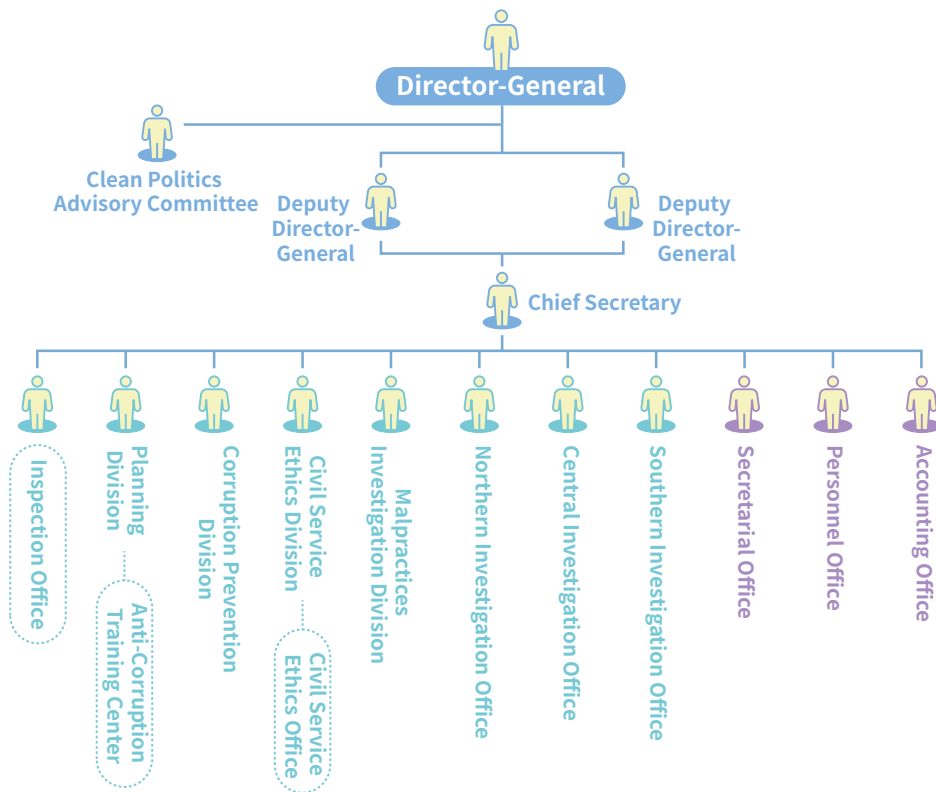 Director-General
Clean Politics
Advisory Committee
Deputy
Director-
General
Deputy
Director-
General
Chief Secretary
Inspection Office
Planning
Division
Anti-Corruption
Training Center
Corruption Prevention
Division
Civil Service
Ethics Division
Civil Service
Ethics Office
Malpractices
Investigation Division
Northern Investigation Office
Central Investigation Office
Southern Investigation Office
Secretarial Office
Personnel Office
Accounting Office